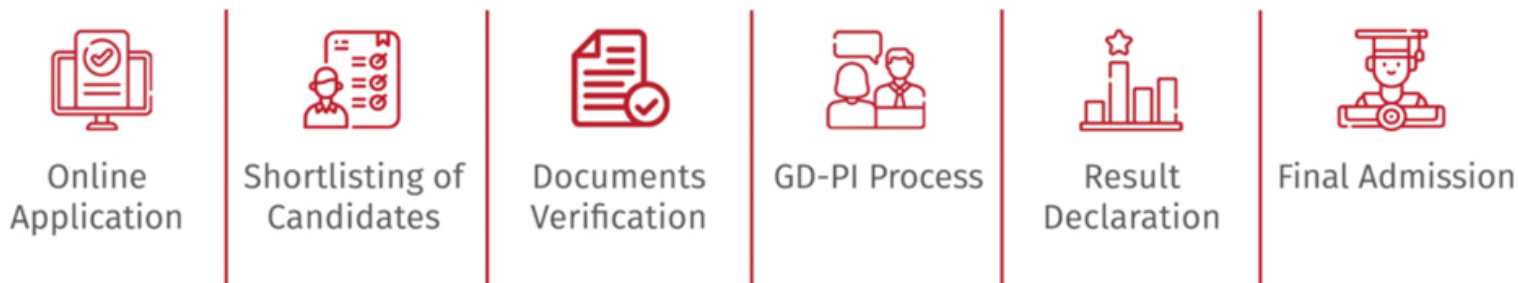 Online
Application
Shortlisting of
Candidates
Documents
Verification
GD-PI Process
Result
Declaration
Final Admission